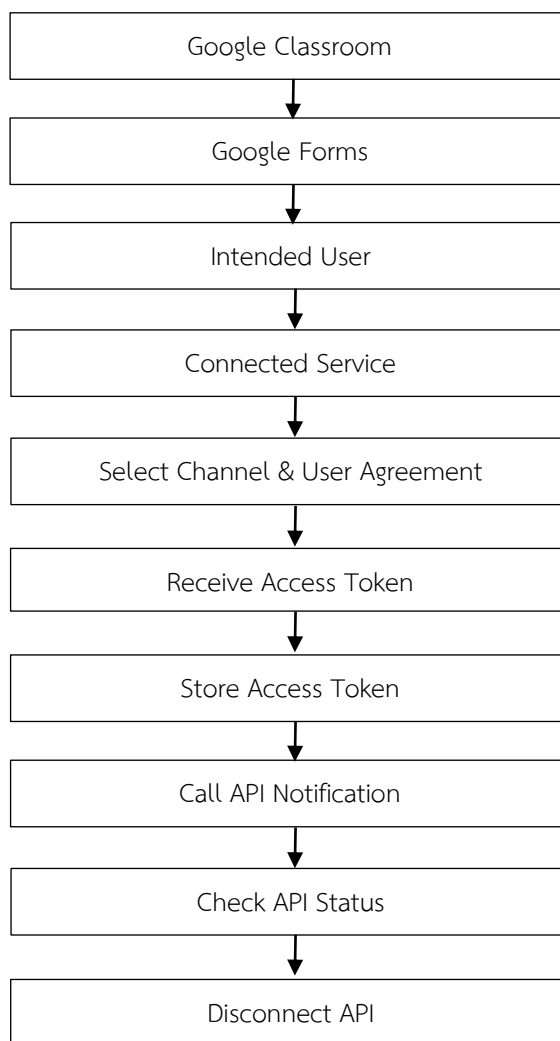 Google Classroom
Google Forms
Intended User
Connected Service
Select Channel & User Agreement
Receive Access Token
Store Access Token
Call API Notification
Check API Status
Disconnect API